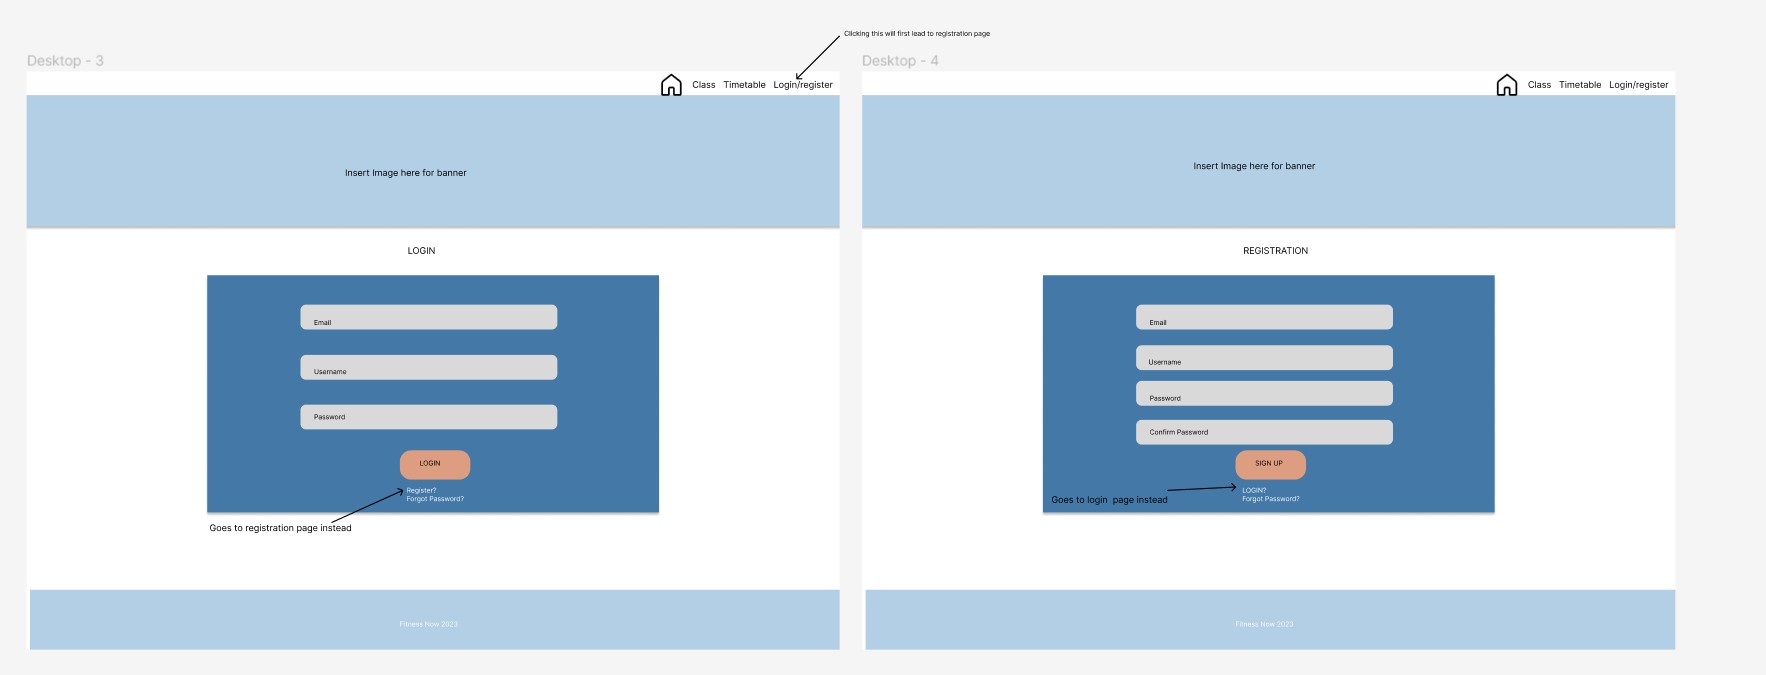 Clicking this will first lead to registration page
Desktop - 3
Class Timetable Login/register
Insert Image here for banner
LOGIN
Email
Username
Password
LOGIN
Register?
Forgot Password?
Goes to registration page instead
Fitness Now 2023
Desktop - 4
Class Timetable Login/register
Insert Image here for banner
REGISTRATION
Email
Username
Password
Confirm Password
SIGN UP
LOGIN?
Forgot Password?
Goes to login page instead
Fitness Now 2023